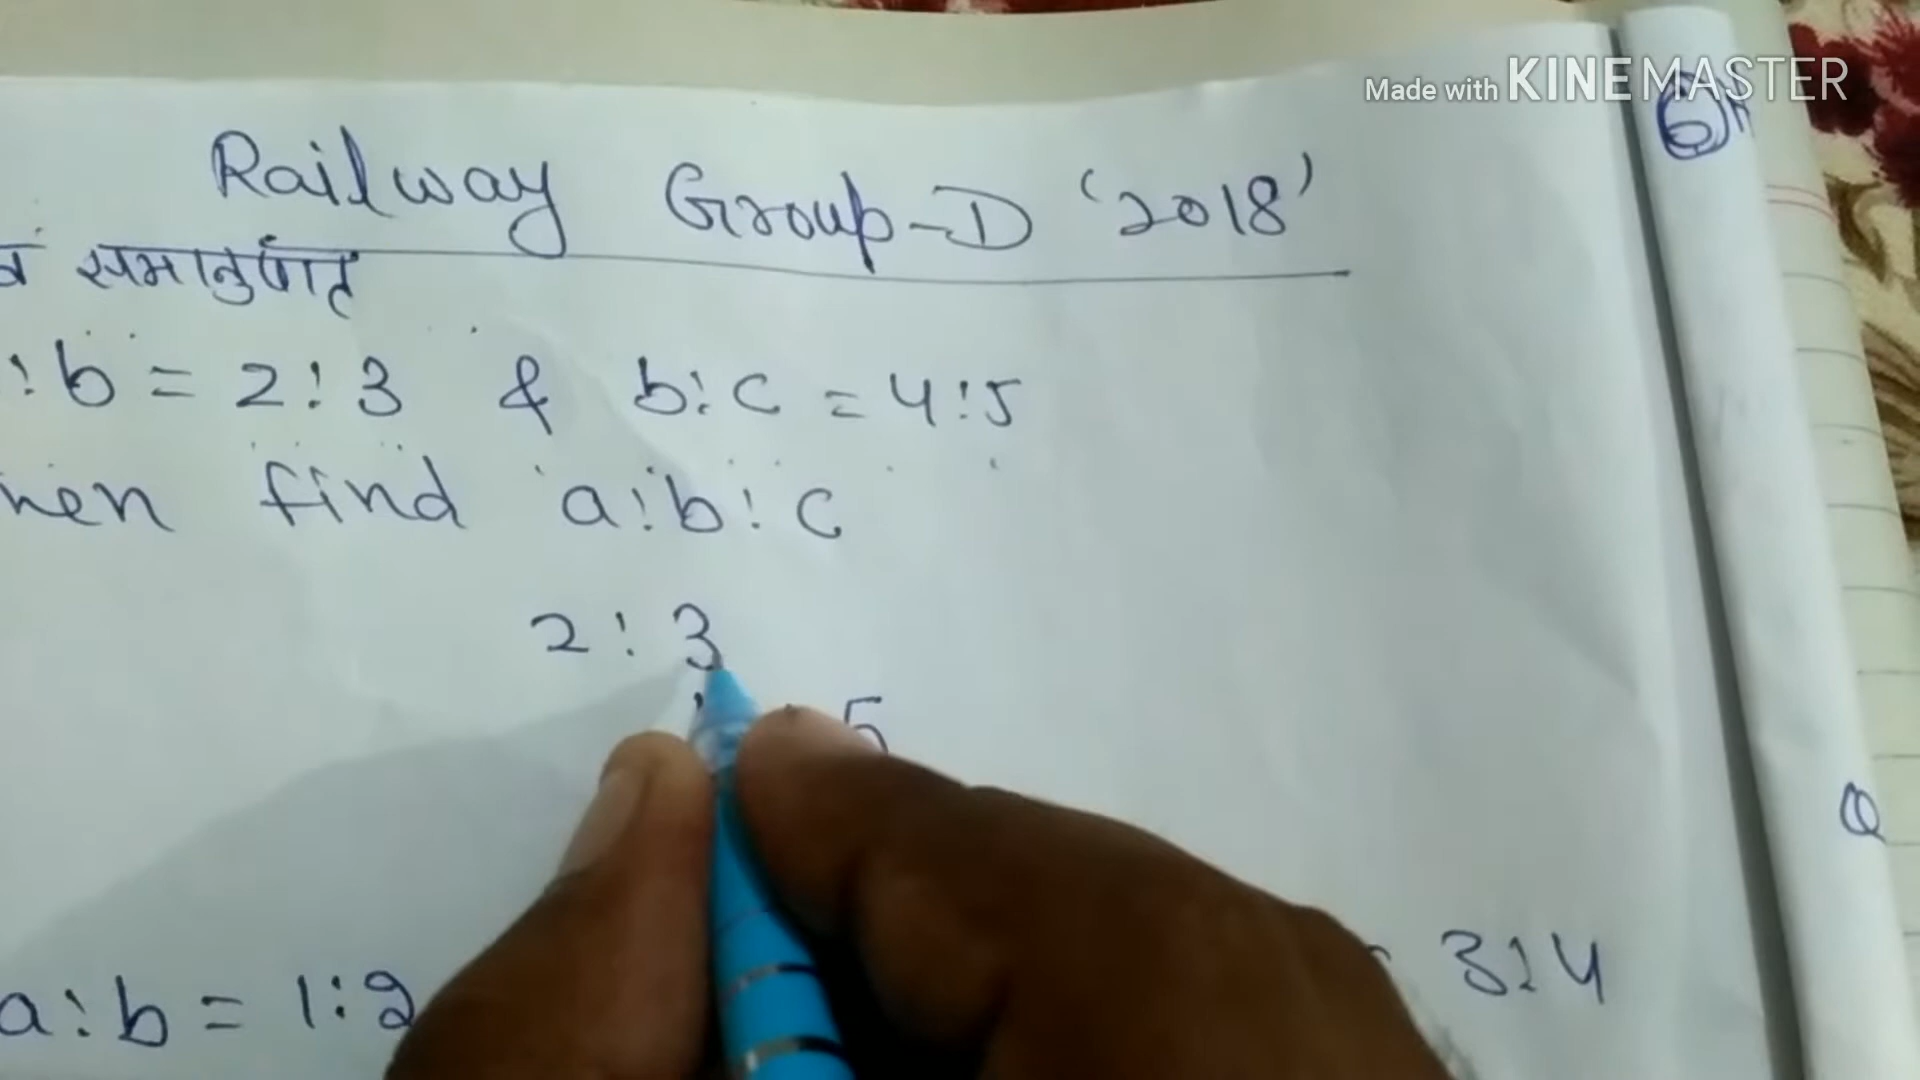 Made with KINEMASTER
6
Railway Group-D '2018'
समानुपात
:b = 2:3 & b:c = 4:5
hen find a:b:c
2:3
5
Q
a:b = 1:2
3:4